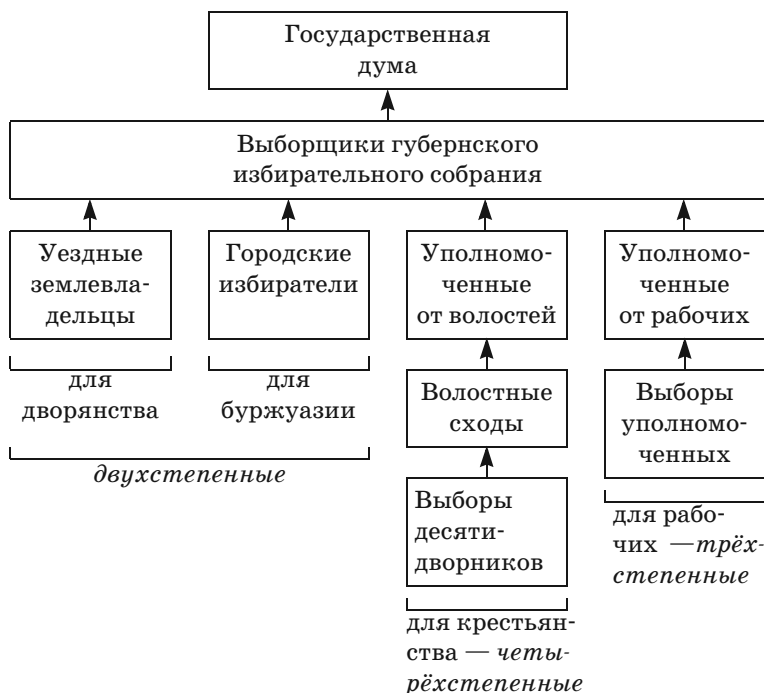 Государственная
дума
Выборщики губернского
избирательного собрания
Уездные
землевла-
дельцы
Городские
избиратели
Уполномо-
ченные
от волостей
Уполномо-
ченные
от рабочих
для
дворянства
для
буржуазии
двухстепенные
Волостные
сходы
Выборы
уполномо-
ченных
Выборы
десяти-
дворников
для рабо-
чих — трёх-
степенные
для крестьян-
ства — четы-
рёхстепенные